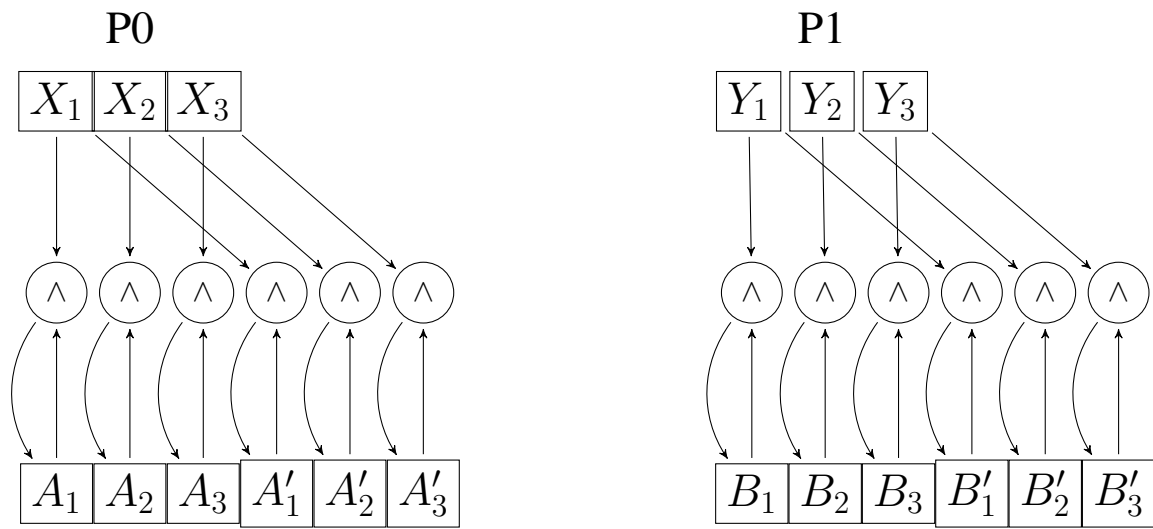 P0 P1
X₁ X₂ X₃ Y₁ Y₂ Y₃
∧ ∧ ∧ ∧ ∧ ∧ ∧ ∧ ∧ ∧ ∧ ∧
A₁ A₂ A₃ A′₁ A′₂ A′₃ B₁ B₂ B₃ B′₁ B′₂ B′₃